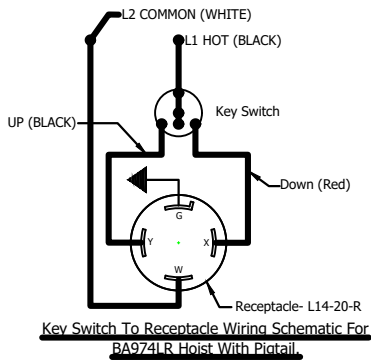 L2 COMMON (WHITE)
L1 HOT (BLACK)
Key Switch
UP (BLACK)
Down (Red)
G
Y
X
W
Receptacle- L14-20-R
Key Switch To Receptacle Wiring Schematic For
BA974LR Hoist With Pigtail.